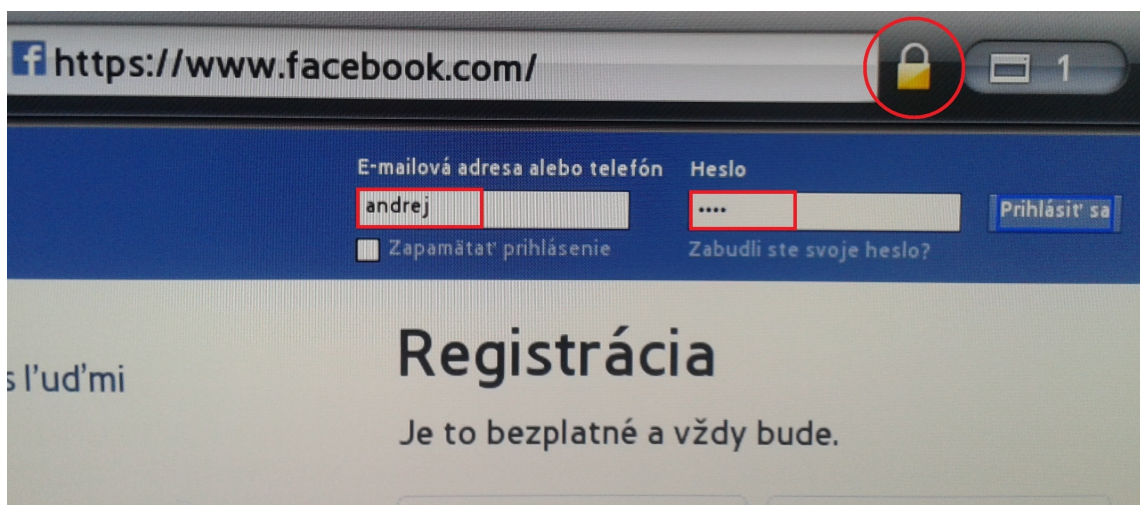 https://www.facebook.com/
1
E-mailová adresa alebo telefón
Heslo
andrej
••••
Prihlásiť sa
Zapamätať prihlásenie
Zabudli ste svoje heslo?
Registrácia
s ľuďmi
Je to bezplatné a vždy bude.